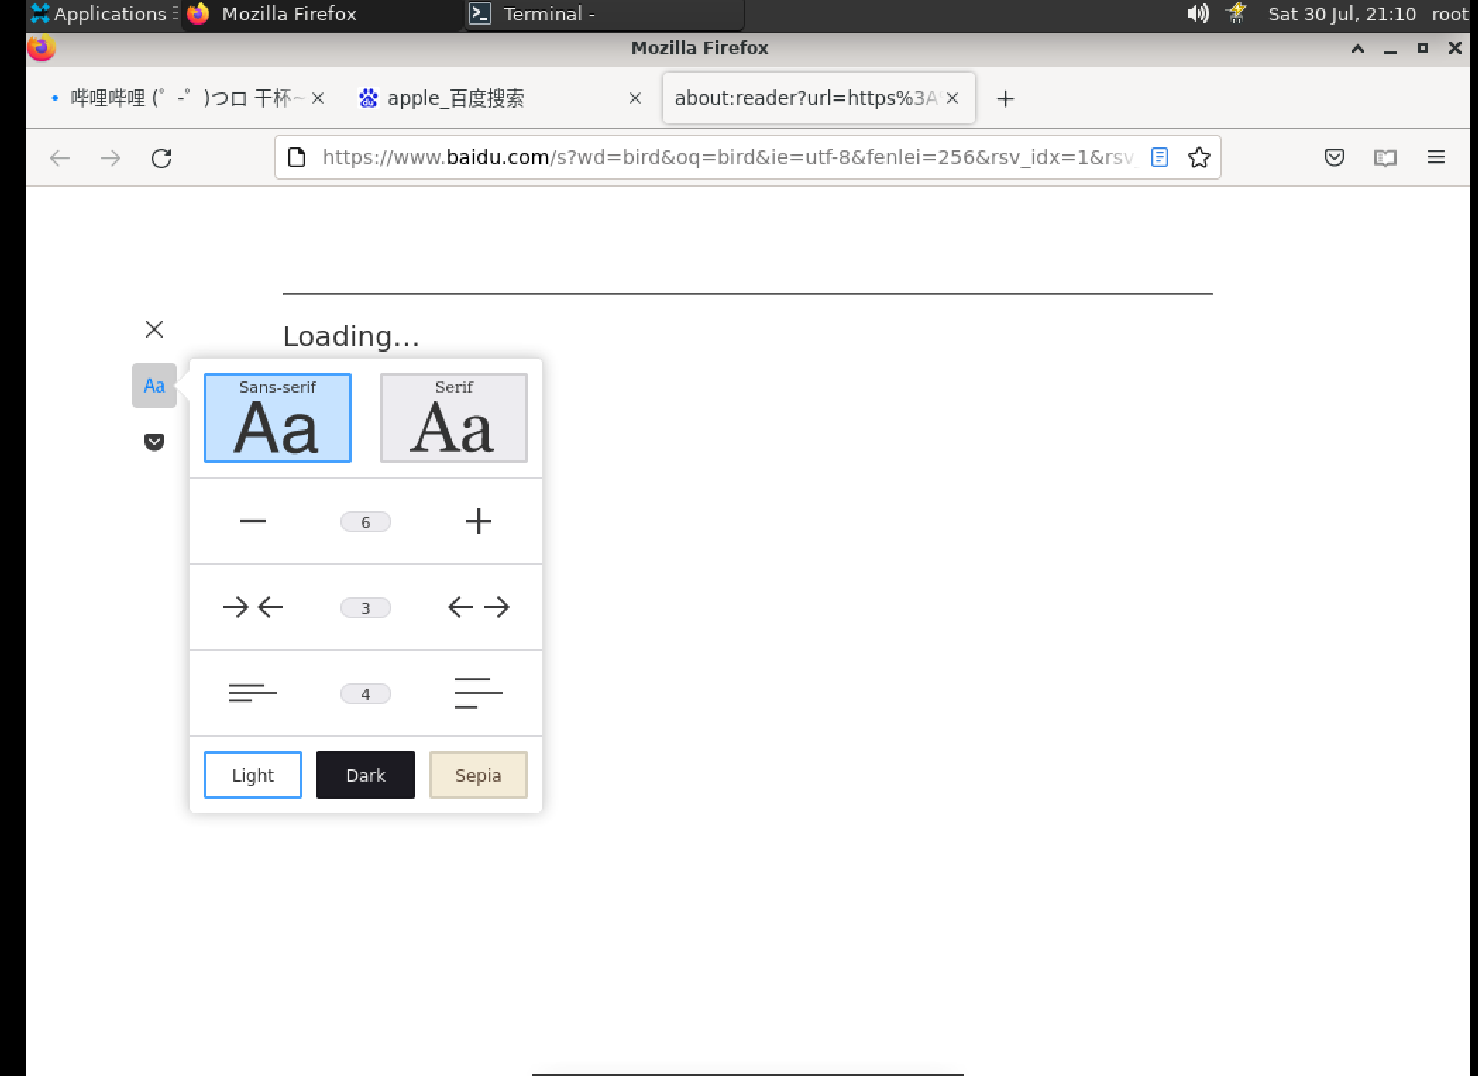 Applications
Mozilla Firefox
Terminal -
Sat 30 Jul, 21:10
root
Mozilla Firefox
哔哩哔哩 (゜-゜)つロ 干杯~
apple_百度搜索
about:reader?url=https%3A
https://www.baidu.com/s?wd=bird&oq=bird&ie=utf-8&fenlei=256&rsv_idx=1&rsv_
Loading...
Aa
Sans-serif
Aa
Serif
Aa
6
3
4
Light
Dark
Sepia